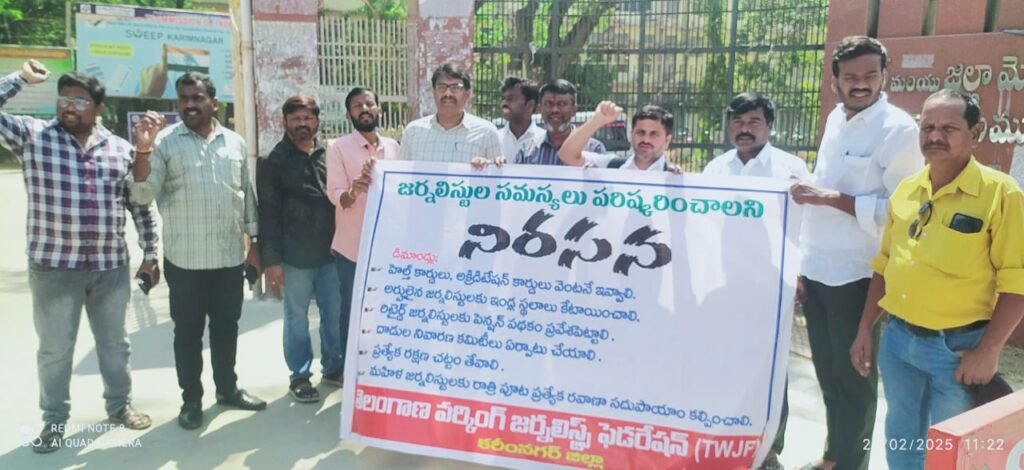 SWEEP KARIMNAGAR
మరియు జిల్లా
జర్నలిస్టుల సమస్యలు పరిష్కరించాలని
నిరసన
డిమాండ్లు:
హెల్త్ కార్డులు, అక్రిడిటేషన్ కార్డులు వెంటనే ఇవ్వాలి.
అర్హులైన జర్నలిస్టులకు ఇండ్ల స్థలాలు కేటాయించాలి.
రిటైర్డ్ జర్నలిస్టులకు పెన్షన్ పథకం ప్రవేశపెట్టాలి.
దాడుల నివారణ కమిటీలు ఏర్పాటు చేయాలి.
ప్రత్యేక రక్షణ చట్టం తేవాలి.
మహిళ జర్నలిస్టులకు రాత్రి పూట ప్రత్యేక రవాణా సదుపాయం కల్పించాలి.
తెలంగాణ వర్కింగ్ జర్నలిస్ట్స్ ఫెడరేషన్ (TWJF)
కరీంనగర్ జిల్లా
REDMI NOTE 8
AI QUAD CAMERA
02/2025 11:22